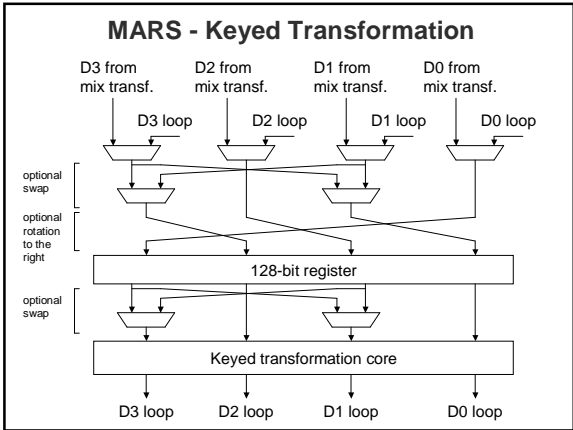 MARS - Keyed Transformation
D3 from
mix transf.
D2 from
mix transf.
D1 from
mix transf.
D0 from
mix transf.
D3 loop
D2 loop
D1 loop
D0 loop
optional
swap
optional
rotation
to the
right
128-bit register
optional
swap
Keyed transformation core
D3 loop
D2 loop
D1 loop
D0 loop